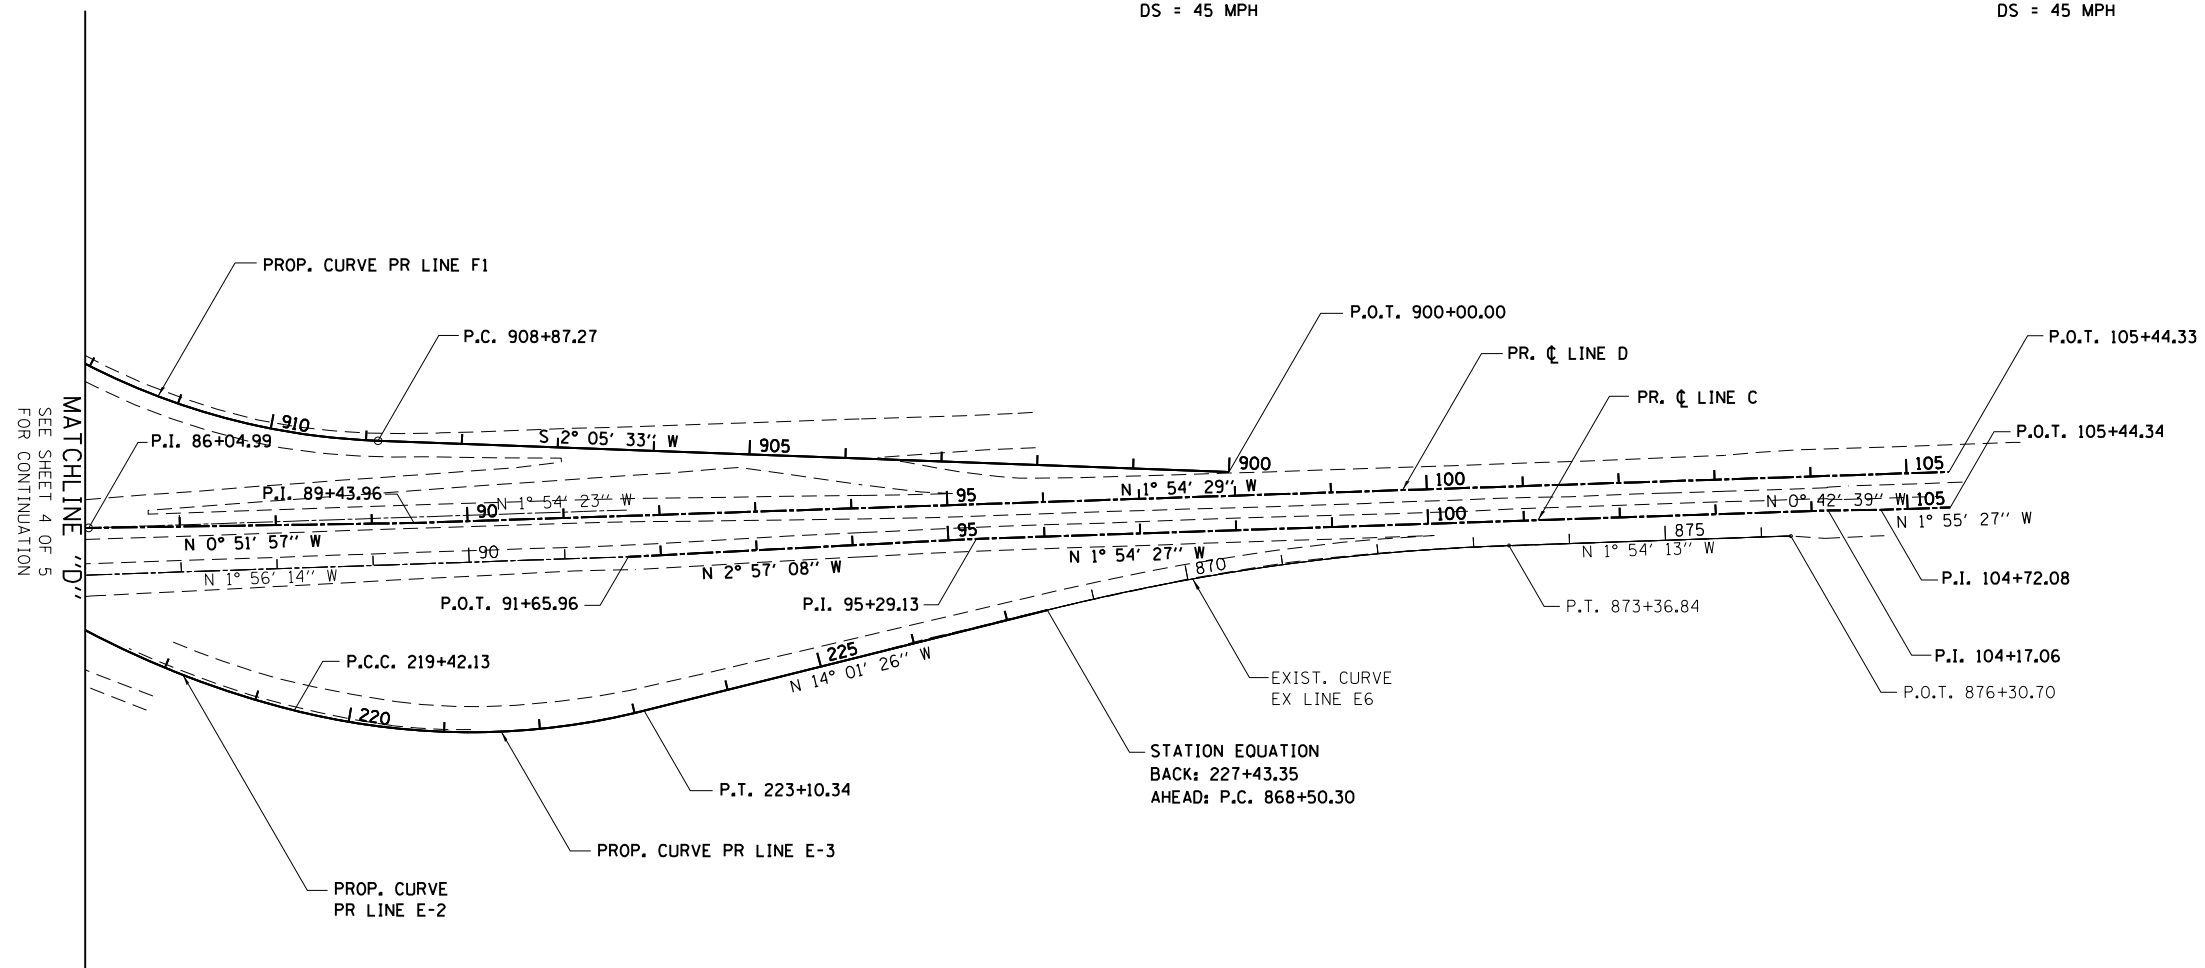 DS = 45 MPH
DS = 45 MPH
PROP. CURVE PR LINE F1
P.C. 908+87.27
P.O.T. 900+00.00
PR. ℄ LINE D
P.O.T. 105+44.33
PR. ℄ LINE C
P.O.T. 105+44.34
MATCHLINE "D"
SEE SHEET 4 OF 5
FOR CONTINUATION
910
P.I. 86+04.99
S 2° 05' 33'' W
905
900
P.I. 89+43.96
N 1° 54' 23'' W
90
95
N 1° 54' 29'' W
100
105
N 0° 51' 57'' W
90
95
100
N 0° 42' 39'' W
105
N 1° 55' 27'' W
N 1° 56' 14'' W
N 2° 57' 08'' W
N 1° 54' 27'' W
870
875
N 1° 54' 13'' W
P.O.T. 91+65.96
P.I. 95+29.13
P.I. 104+72.08
P.T. 873+36.84
P.C.C. 219+42.13
225
N 14° 01' 26'' W
220
EXIST. CURVE
EX LINE E6
P.I. 104+17.06
P.O.T. 876+30.70
STATION EQUATION
BACK: 227+43.35
AHEAD: P.C. 868+50.30
P.T. 223+10.34
PROP. CURVE PR LINE E-3
PROP. CURVE
PR LINE E-2